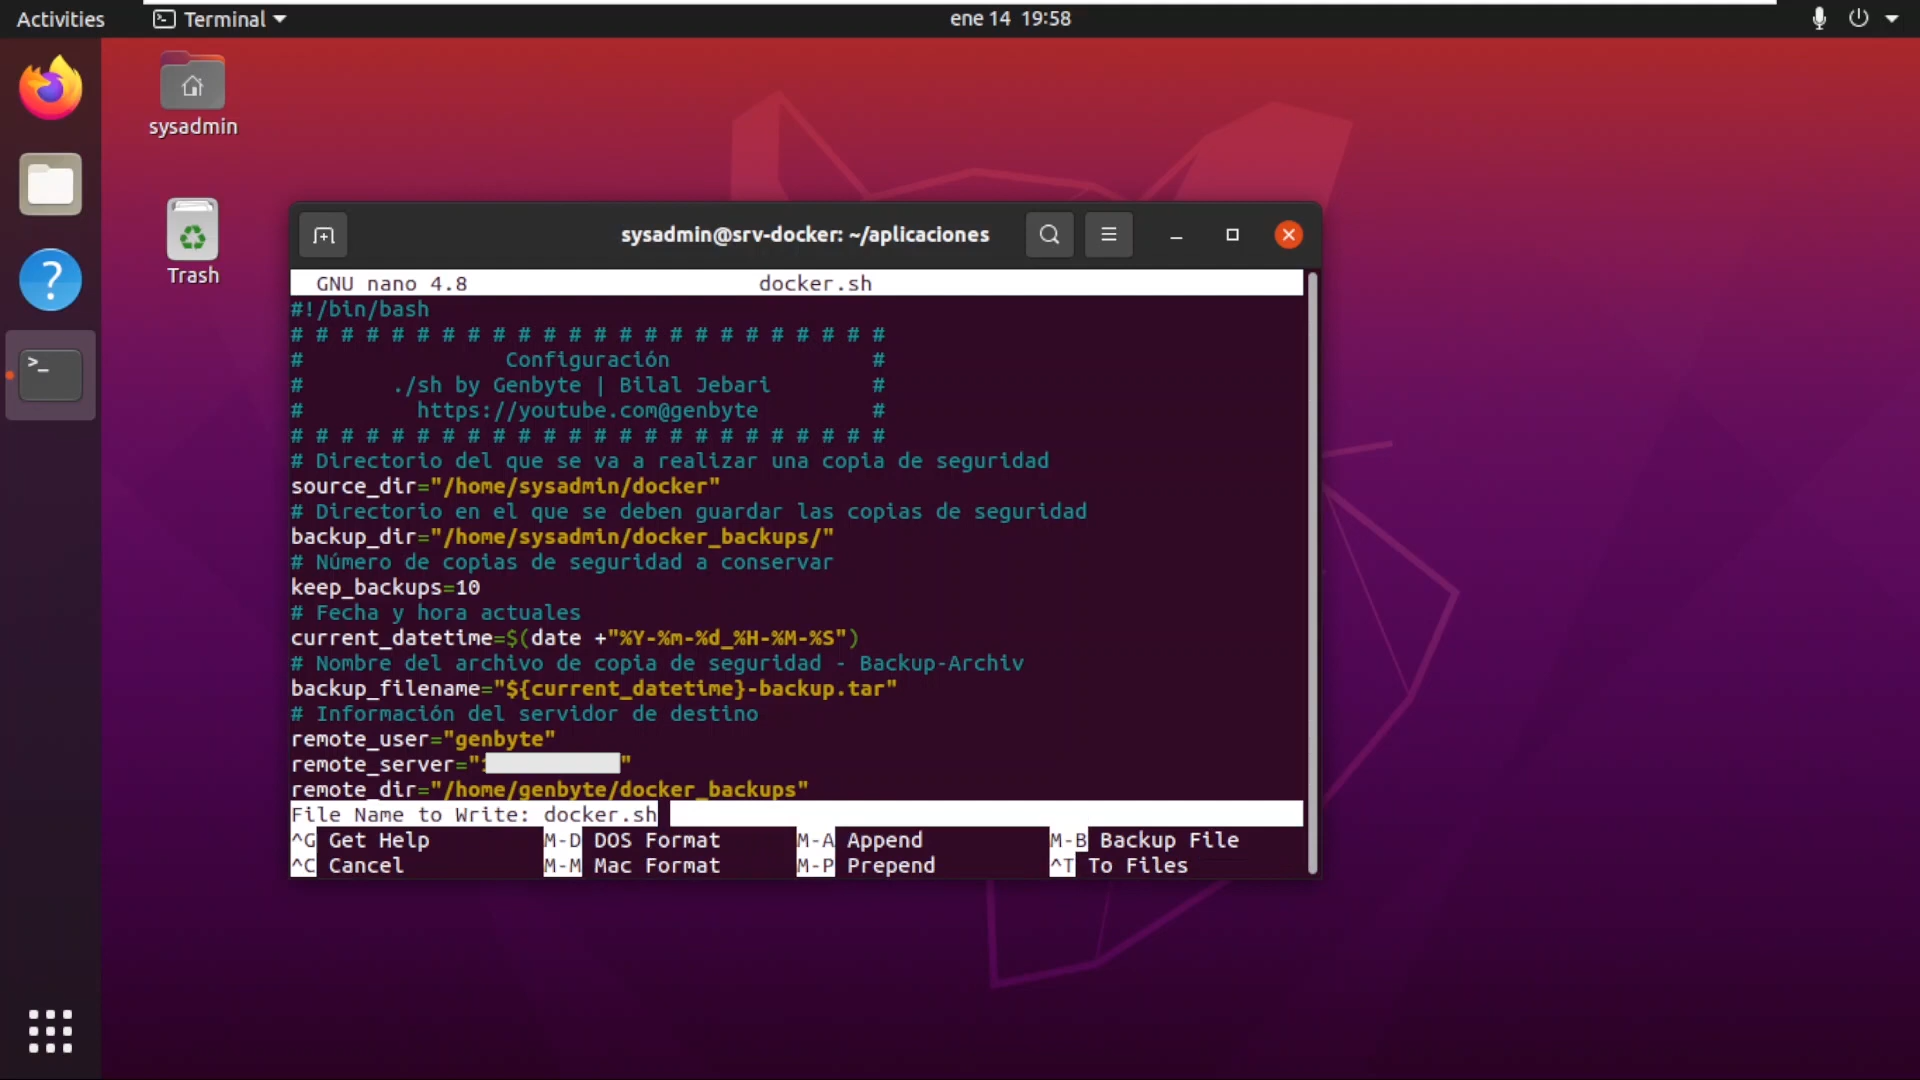 Activities
Terminal
ene 14 19:58
sysadmin
Trash
sysadmin@srv-docker: ~/aplicaciones
GNU nano 4.8 docker.sh
#!/bin/bash
# # # # # # # # # # # # # # # # # # # # # # # #
# Configuración #
# ./sh by Genbyte | Bilal Jebari #
# https://youtube.com@genbyte #
# # # # # # # # # # # # # # # # # # # # # # # #
# Directorio del que se va a realizar una copia de seguridad
source_dir="/home/sysadmin/docker"
# Directorio en el que se deben guardar las copias de seguridad
backup_dir="/home/sysadmin/docker_backups/"
# Número de copias de seguridad a conservar
keep_backups=10
# Fecha y hora actuales
current_datetime=$(date +"%Y-%m-%d_%H-%M-%S")
# Nombre del archivo de copia de seguridad - Backup-Archiv
backup_filename="${current_datetime}-backup.tar"
# Información del servidor de destino
remote_user="genbyte"
remote_server=" "
remote_dir="/home/genbyte/docker_backups"
File Name to Write: docker.sh
^G Get Help M-D DOS Format M-A Append M-B Backup File
^C Cancel M-M Mac Format M-P Prepend ^T To Files